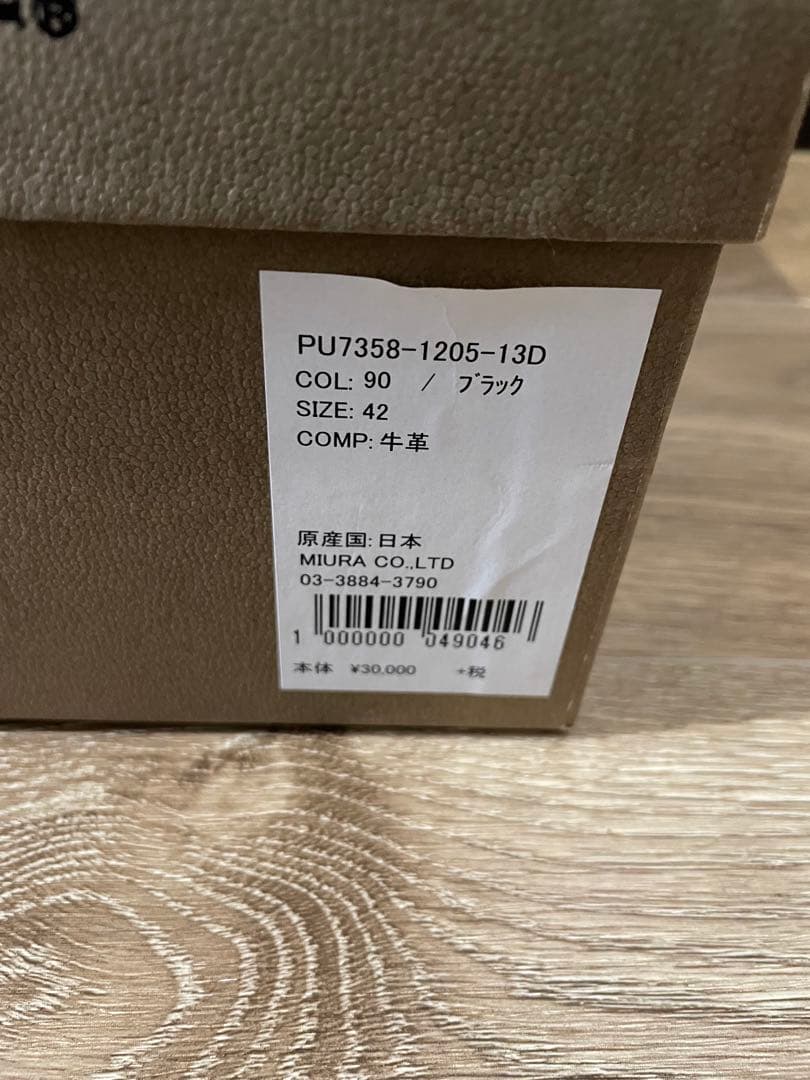 PU7358-1205-13D
COL: 90 / ブラック
SIZE: 42
COMP: 牛革
原産国: 日本
MIURA CO.,LTD
03-3884-3790
1 000000 049046
本体 ¥30,000 +税